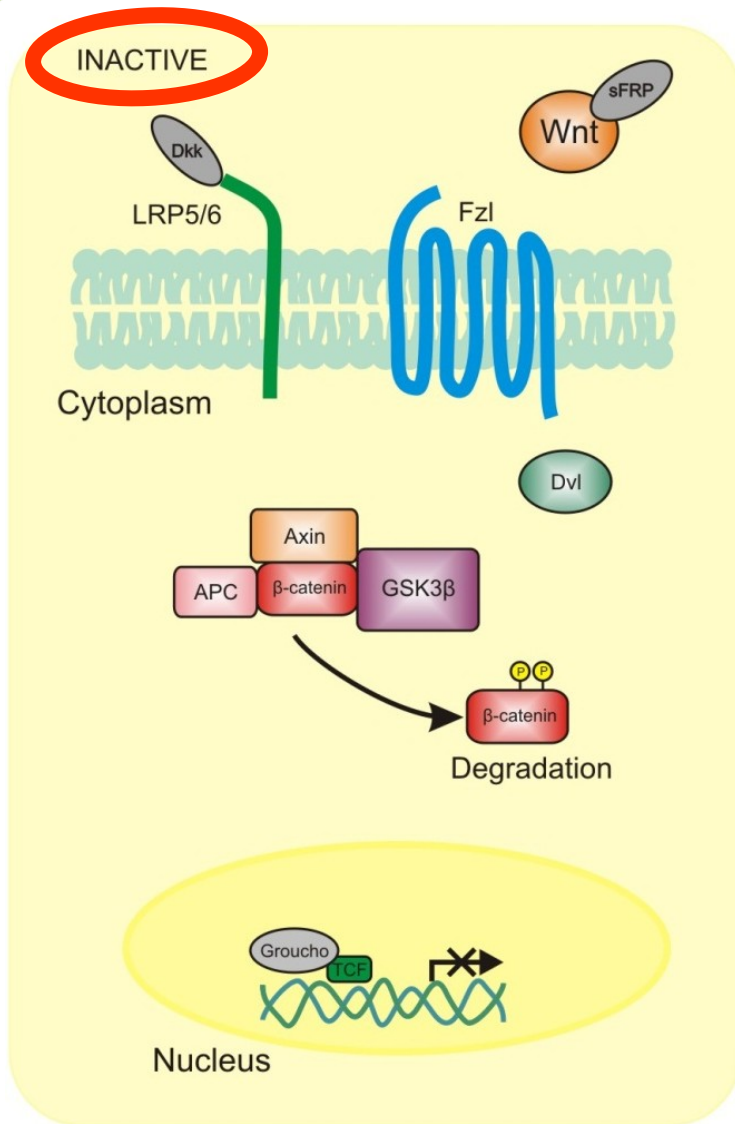 INACTIVE
sFRP
Wnt
Dkk
LRP5/6
Fzl
Cytoplasm
Dvl
Axin
APC
β-catenin
GSK3β
P P
β-catenin
Degradation
Groucho
TCF
Nucleus